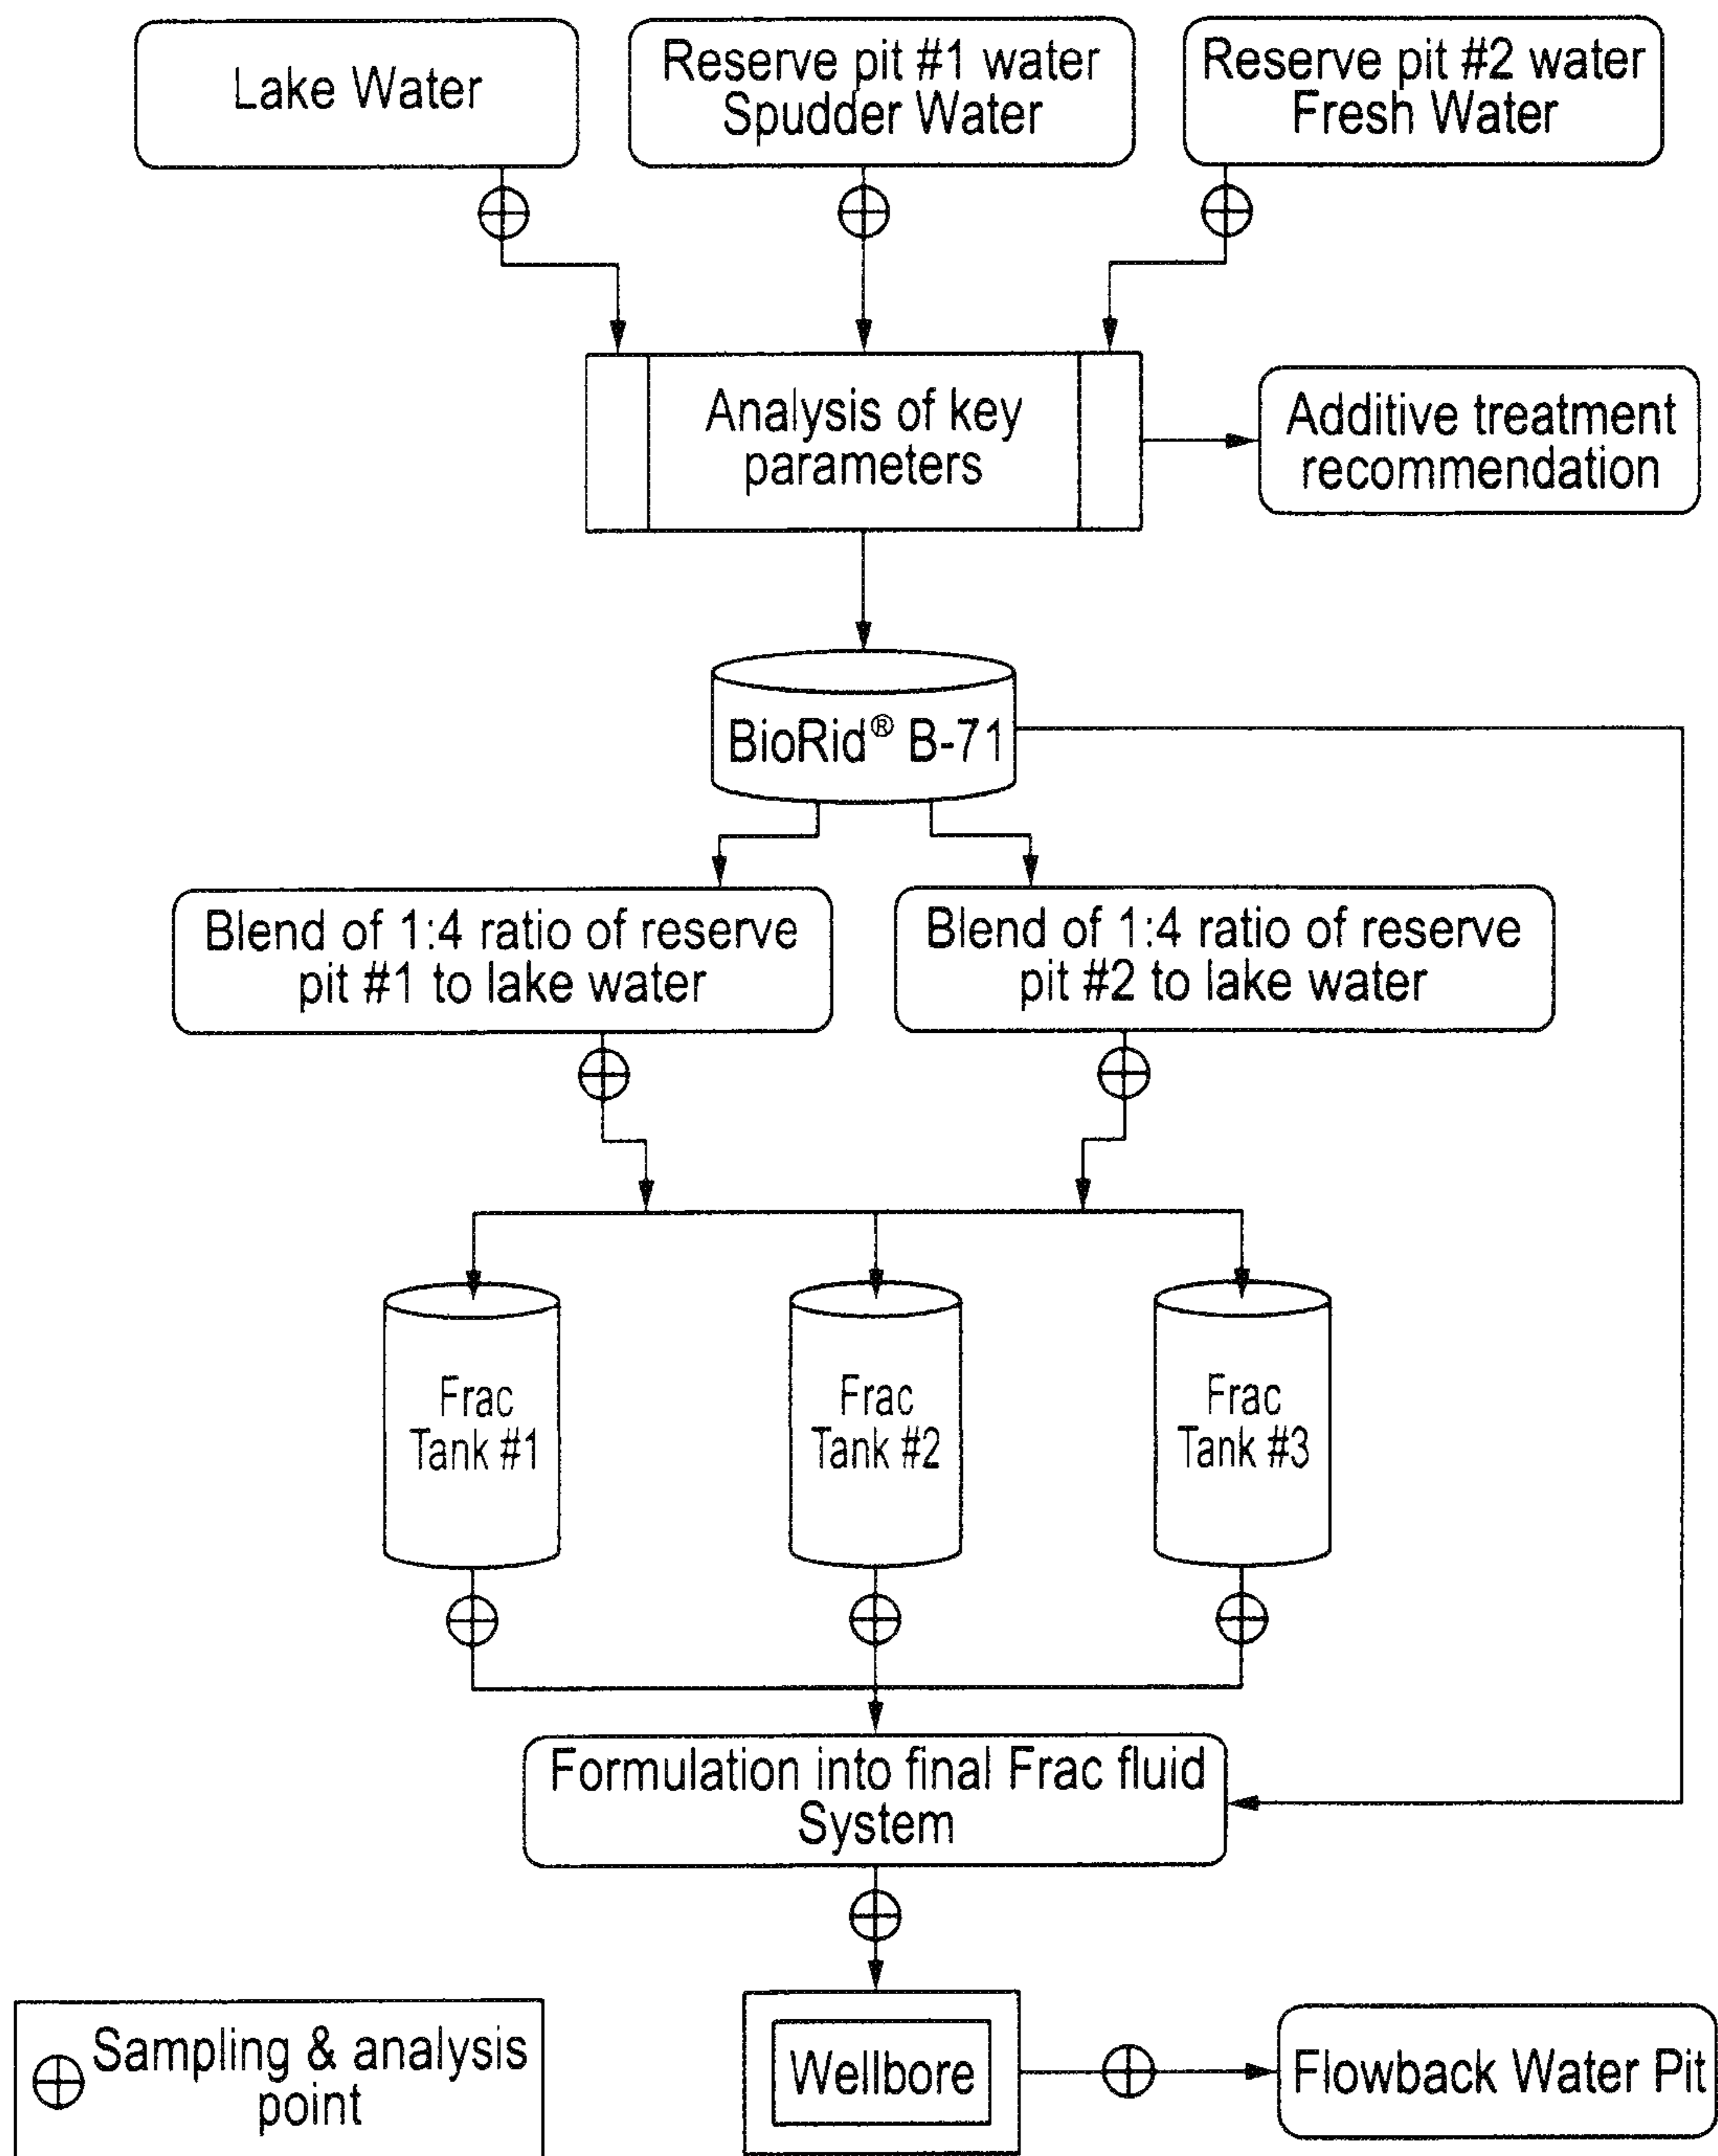 Lake Water
Reserve pit #1 water
Spudder Water
Reserve pit #2 water
Fresh Water
Analysis of key
parameters
Additive treatment
recommendation
BioRid® B-71
Blend of 1:4 ratio of reserve
pit #1 to lake water
Blend of 1:4 ratio of reserve
pit #2 to lake water
Frac
Tank #1
Frac
Tank #2
Frac
Tank #3
Formulation into final Frac fluid
System
Sampling & analysis
point
Wellbore
Flowback Water Pit